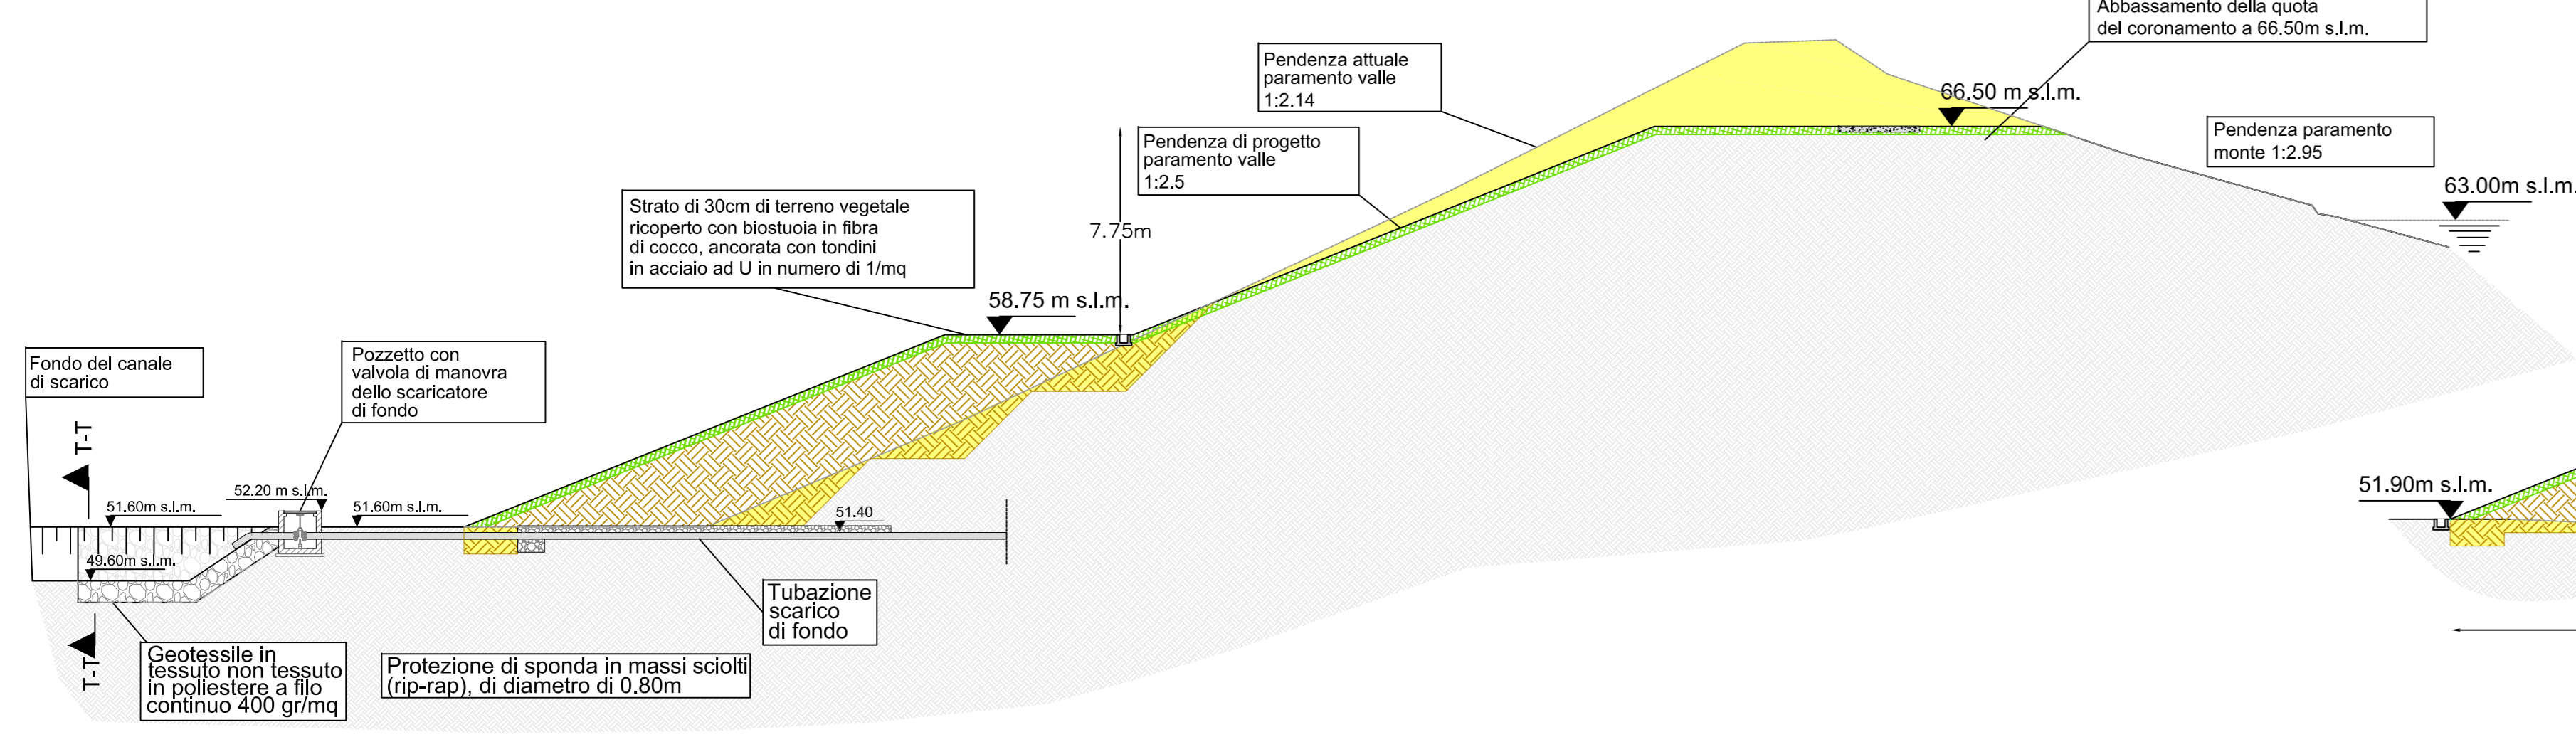 Abbassamento della quota
del coronamento a 66.50m s.l.m.
Pendenza attuale
paramento valle
1:2.14
66.50 m s.l.m.
Pendenza paramento
monte 1:2.95
Pendenza di progetto
paramento valle
1:2.5
63.00m s.l.m.
Strato di 30cm di terreno vegetale
ricoperto con biostuoia in fibra
di cocco, ancorata con tondini
in acciaio ad U in numero di 1/mq
7.75m
58.75 m s.l.m.
Fondo del canale
di scarico
Pozzetto con
valvola di manovra
dello scaricatore
di fondo
T-T
51.60m s.l.m.
52.20 m s.l.m.
51.60m s.l.m.
51.40
51.90m s.l.m.
49.60m s.l.m.
Tubazione
scarico
di fondo
T-T
Geotessile in
tessuto non tessuto
in poliestere a filo
continuo 400 gr/mq
Protezione di sponda in massi sciolti
(rip-rap), di diametro di 0.80m